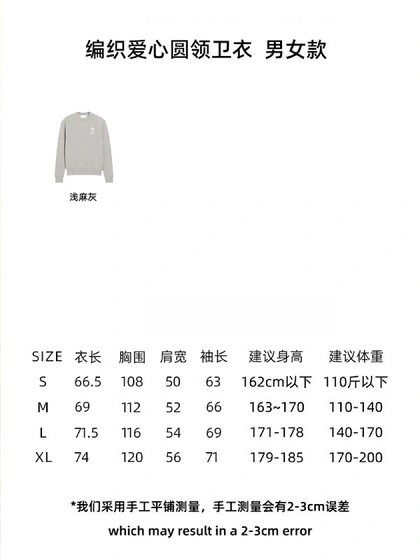 编织爱心圆领卫衣 男女款
浅麻灰
SIZE 衣长 胸围 肩宽 袖长 建议身高 建议体重
S 66.5 108 50 63 162cm以下 110斤以下
M 69 112 52 66 163~170 110-140
L 71.5 116 54 69 171-178 140-170
XL 74 120 56 71 179-185 170-200
*我们采用手工平铺测量，手工测量会有2-3cm误差
which may result in a 2-3cm error